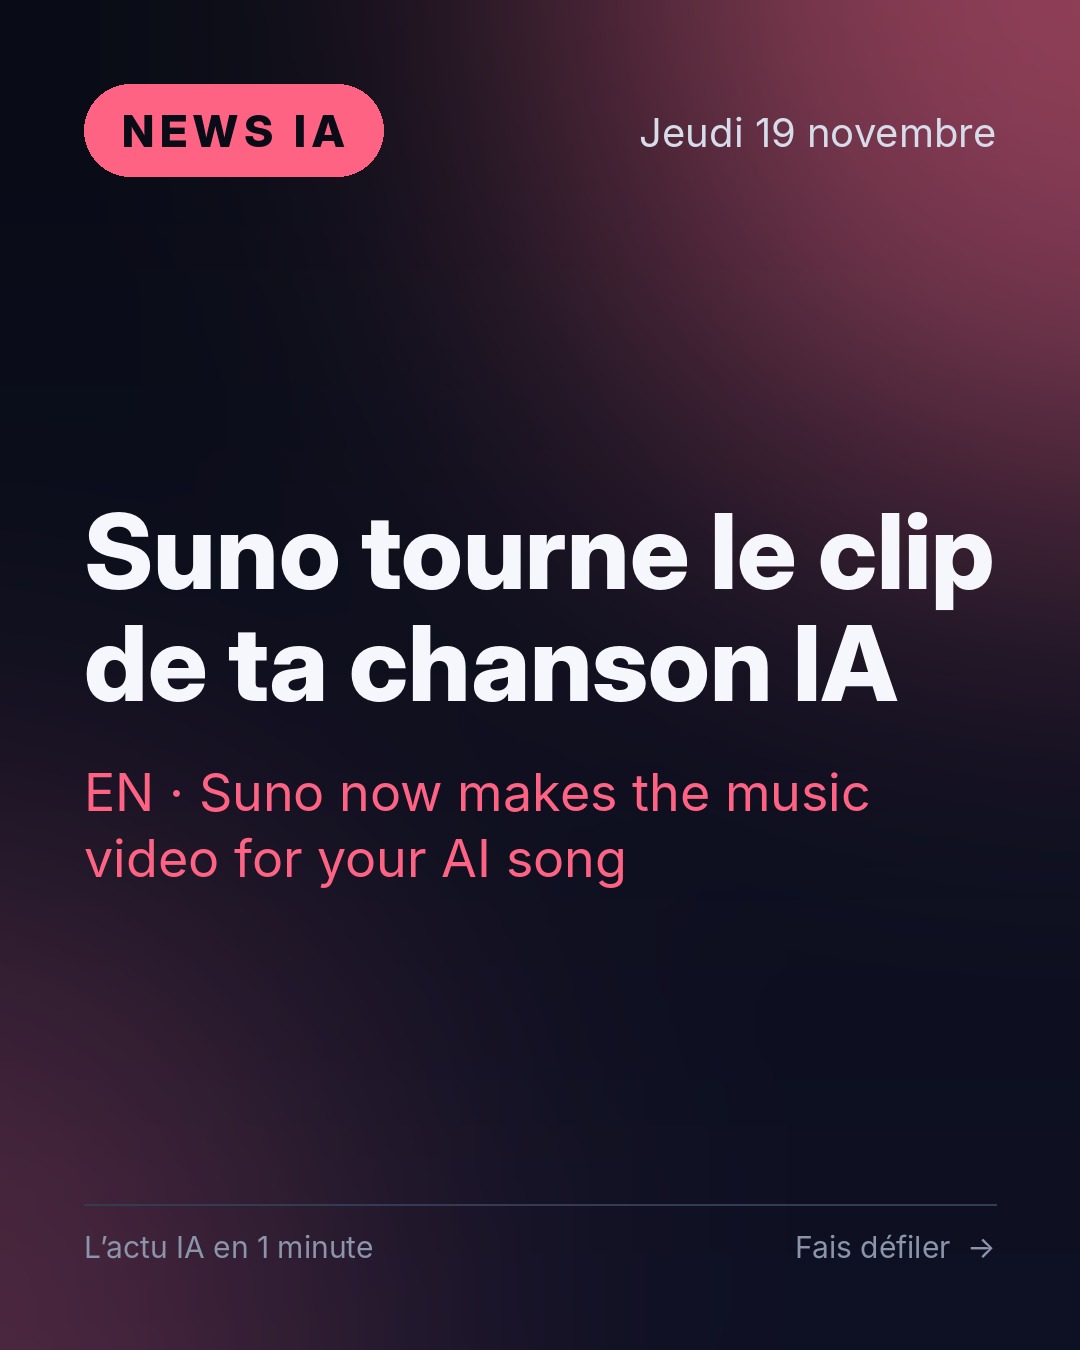 NEWS IA
Jeudi 19 novembre
Suno tourne le clip
de ta chanson IA
EN · Suno now makes the music
video for your AI song
L’actu IA en 1 minute
Fais défiler →